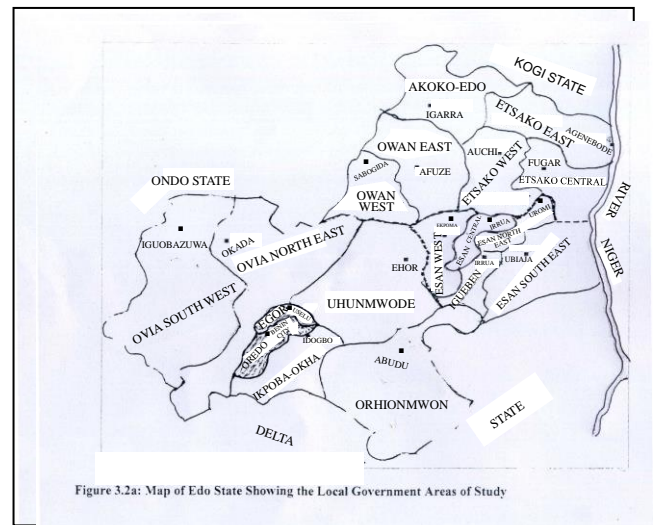 KOGI STATE
AKOKO-EDO
IGARRA
ETSAKO EAST
AGENEBODE
OWAN EAST
AUCHI
ETSAKO WEST
FUGAR
SABOGIDA
AFUZE
ETSAKO CENTRAL
ONDO STATE
OWAN
WEST
RIVER
NIGER
UROMI
EKPOMA
IRRUA
ESAN CENTRAL
ESAN NORTH
EAST
IGUOBAZUWA
OKADA
OVIA NORTH EAST
ESAN WEST
EHOR
IRRUA
UBIAJA
IGUEBEN
ESAN SOUTH EAST
OVIA SOUTH WEST
UHUNMWODE
EGOR
USELU
BENIN
CITY
IDOGBO
OREDO
IKPOBA-OKHA
ABUDU
ORHIONMWON
STATE
DELTA
Figure 3.2a: Map of Edo State Showing the Local Government Areas of Study